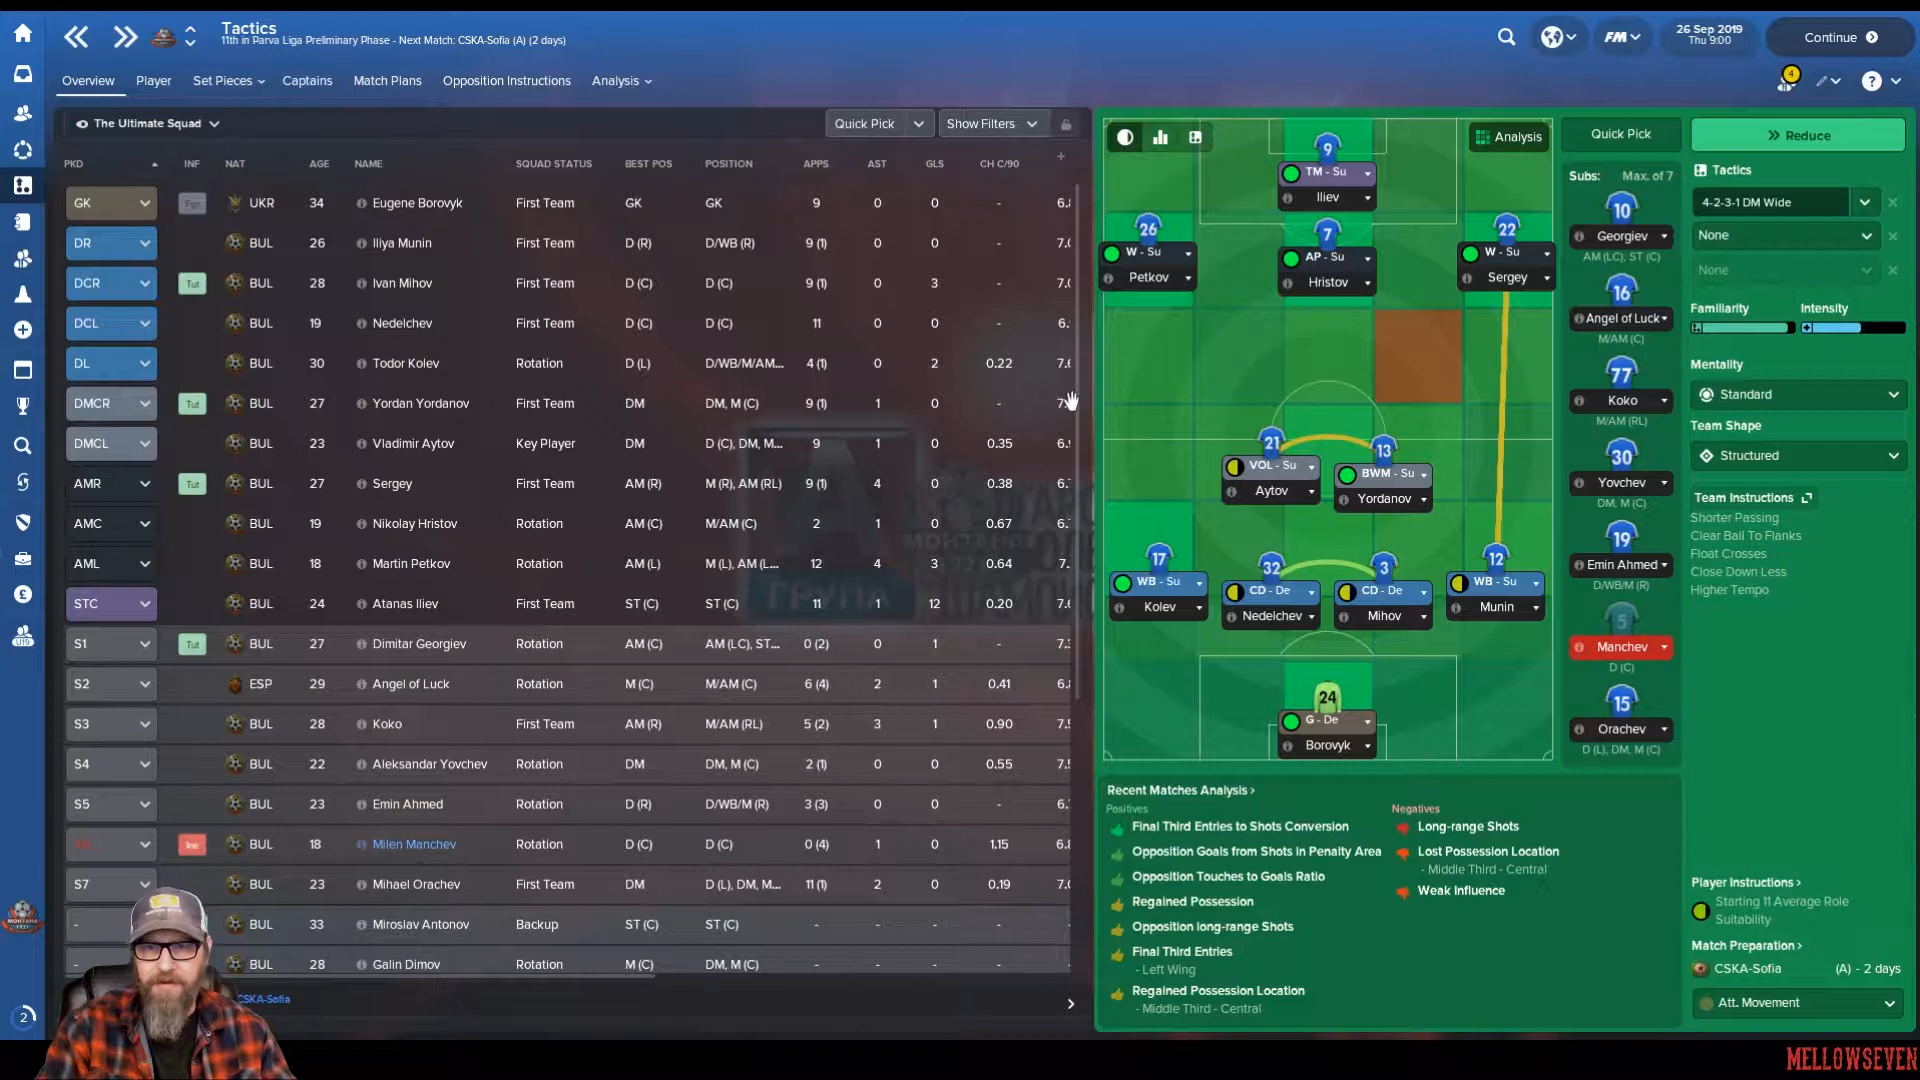 Tactics
11th in Parva Liga Preliminary Phase - Next Match: CSKA-Sofia (A) (2 days)
FM
26 Sep 2019
Thu 9:00
Continue
Overview Player Set Pieces Captains Match Plans Opposition Instructions Analysis
4
?
The Ultimate Squad
Quick Pick
Show Filters
PKD INF NAT AGE NAME SQUAD STATUS BEST POS POSITION APPS AST GLS CH C/90
GK Fgn UKR 34 Eugene Borovyk First Team GK GK 9 0 0 -
DR BUL 26 Iliya Munin First Team D (R) D/WB (R) 9 (1) 0 0 -
DCR Tut BUL 28 Ivan Mihov First Team D (C) D (C) 9 (1) 0 3 -
DCL BUL 19 Nedelchev First Team D (C) D (C) 11 0 0 -
DL BUL 30 Todor Kolev Rotation D (L) D/WB/M/AM... 4 (1) 0 2 0.22
DMCR Tut BUL 27 Yordan Yordanov First Team DM DM, M (C) 9 (1) 1 0 -
DMCL BUL 23 Vladimir Aytov Key Player DM D (C), DM, M... 9 1 0 0.35
AMR Tut BUL 27 Sergey First Team AM (R) M (R), AM (RL) 9 (1) 4 0 0.38
AMC BUL 19 Nikolay Hristov Rotation AM (C) M/AM (C) 2 1 0 0.67
AML BUL 18 Martin Petkov Rotation AM (L) M (L), AM (L... 12 4 3 0.64
STC BUL 24 Atanas Iliev First Team ST (C) ST (C) 11 1 12 0.20
S1 Tut BUL 27 Dimitar Georgiev Rotation AM (C) AM (LC), ST... 0 (2) 0 1 -
S2 ESP 29 Angel of Luck Rotation M (C) M/AM (C) 6 (4) 2 1 0.41
S3 BUL 28 Koko First Team AM (R) M/AM (RL) 5 (2) 3 1 0.90
S4 BUL 22 Aleksandar Yovchev Rotation DM DM, M (C) 2 (1) 0 0 0.55
S5 BUL 23 Emin Ahmed Rotation D (R) D/WB/M (R) 3 (3) 0 0 -
Ine BUL 18 Milen Manchev Rotation D (C) D (C) 0 (4) 1 0 1.15
S7 BUL 23 Mihael Orachev First Team DM D (L), DM, M... 11 (1) 2 0 0.19
- BUL 33 Miroslav Antonov Backup ST (C) ST (C) - - - -
- BUL 28 Galin Dimov Rotation M (C) DM, M (C) - - - -
CSKA-Sofia
2
Analysis
9
TM - Su
Iliev
26
W - Su
Petkov
7
AP - Su
Hristov
22
W - Su
Sergey
21
VOL - Su
Aytov
13
BWM - Su
Yordanov
17
WB - Su
Kolev
32
CD - De
Nedelchev
3
CD - De
Mihov
12
WB - Su
Munin
24
G - De
Borovyk
Quick Pick
Subs: Max. of 7
10
Georgiev
AM (LC), ST (C)
16
Angel of Luck
M/AM (C)
77
Koko
M/AM (RL)
30
Yovchev
DM, M (C)
19
Emin Ahmed
D/WB/M (R)
5
Manchev
D (C)
15
Orachev
D (L), DM, M (C)
Reduce
Tactics
4-2-3-1 DM Wide
None
None
Familiarity Intensity
Mentality
Standard
Team Shape
Structured
Team Instructions
Shorter Passing
Clear Ball To Flanks
Float Crosses
Close Down Less
Higher Tempo
Player Instructions >
Starting 11 Average Role
Suitability
Match Preparation >
CSKA-Sofia (A) - 2 days
Att. Movement
Recent Matches Analysis >
Positives
Final Third Entries to Shots Conversion
Opposition Goals from Shots in Penalty Area
Opposition Touches to Goals Ratio
Regained Possession
Opposition long-range Shots
Final Third Entries
- Left Wing
Regained Possession Location
- Middle Third - Central
Negatives
Long-range Shots
Lost Possession Location
- Middle Third - Central
Weak Influence
MELLOWSEVEN